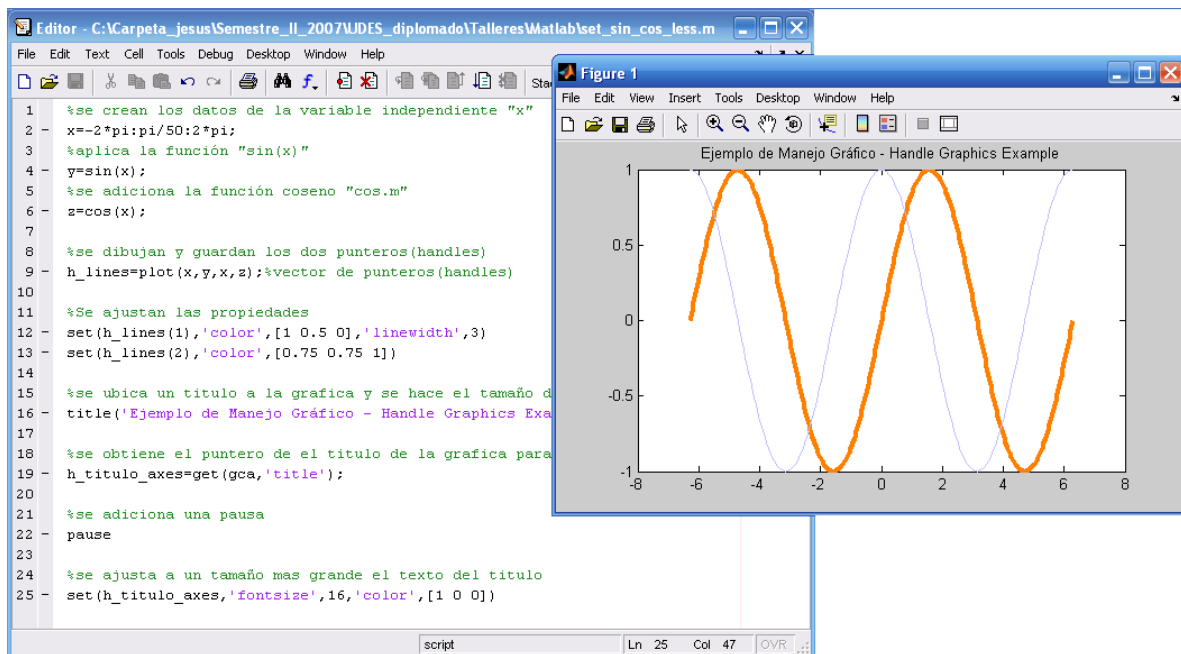 Editor - C:\Carpeta_jesus\Semestre_II_2007\UDES_diplomado\Talleres\Matlab\set_sin_cos_less.m
File Edit Text Cell Tools Debug Desktop Window Help
1 %se crean los datos de la variable independiente "x"
2 - x=-2*pi:pi/50:2*pi;
3 %aplica la función "sin(x)"
4 - y=sin(x);
5 %se adiciona la función coseno "cos.m"
6 - z=cos(x);
7
8 %se dibujan y guardan los dos punteros(handles)
9 - h_lines=plot(x,y,x,z);%vector de punteros(handles)
10
11 %Se ajustan las propiedades
12 - set(h_lines(1),'color',[1 0.5 0],'linewidth',3)
13 - set(h_lines(2),'color',[0.75 0.75 1])
14
15 %se ubica un titulo a la grafica y se hace el tamaño d
16 - title('Ejemplo de Manejo Gráfico - Handle Graphics Exa
17
18 %se obtiene el puntero de el titulo de la grafica para
19 - h_titulo_axes=get(gca,'title');
20
21 %se adiciona una pausa
22 - pause
23
24 %se ajusta a un tamaño mas grande el texto del titulo
25 - set(h_titulo_axes,'fontsize',16,'color',[1 0 0])
script Ln 25 Col 47 OVR
Figure 1
File Edit View Insert Tools Desktop Window Help
Ejemplo de Manejo Gráfico - Handle Graphics Example
1
0.5
0
-0.5
-1
-8 -6 -4 -2 0 2 4 6 8